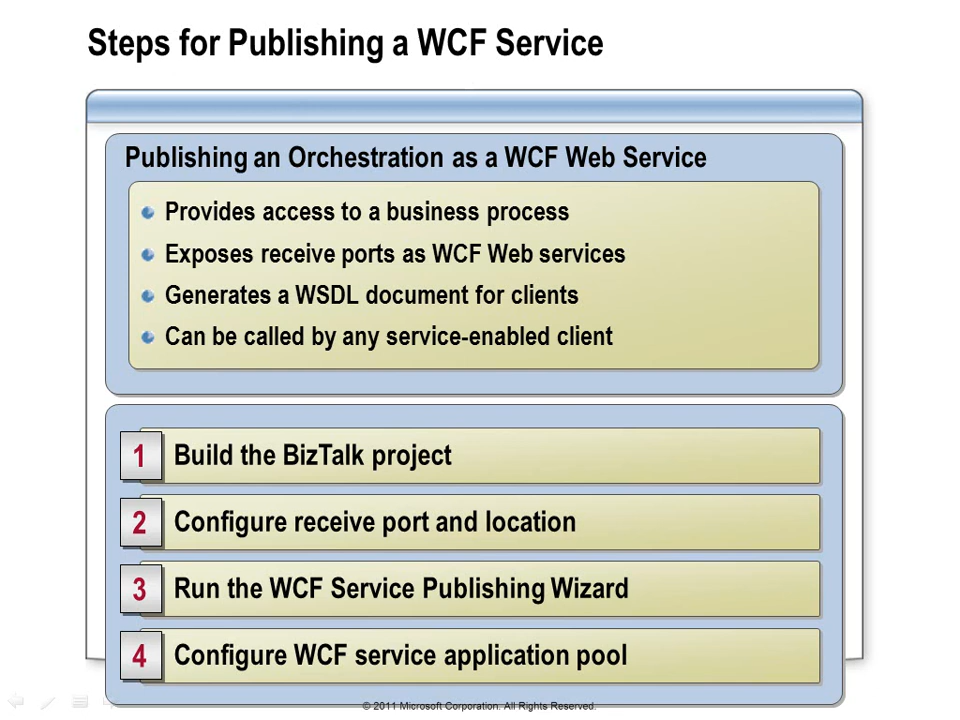 Steps for Publishing a WCF Service
Publishing an Orchestration as a WCF Web Service
Provides access to a business process
Exposes receive ports as WCF Web services
Generates a WSDL document for clients
Can be called by any service-enabled client
1 Build the BizTalk project
2 Configure receive port and location
3 Run the WCF Service Publishing Wizard
4 Configure WCF service application pool
© 2011 Microsoft Corporation. All Rights Reserved.